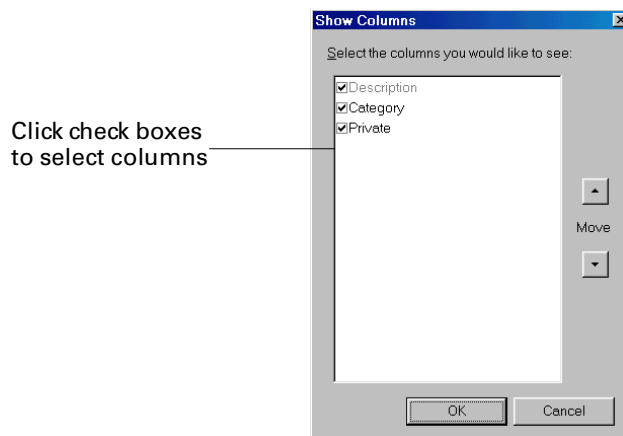 Show Columns
Select the columns you would like to see:
Description
Category
Private
Click check boxes
to select columns
Move
OK
Cancel